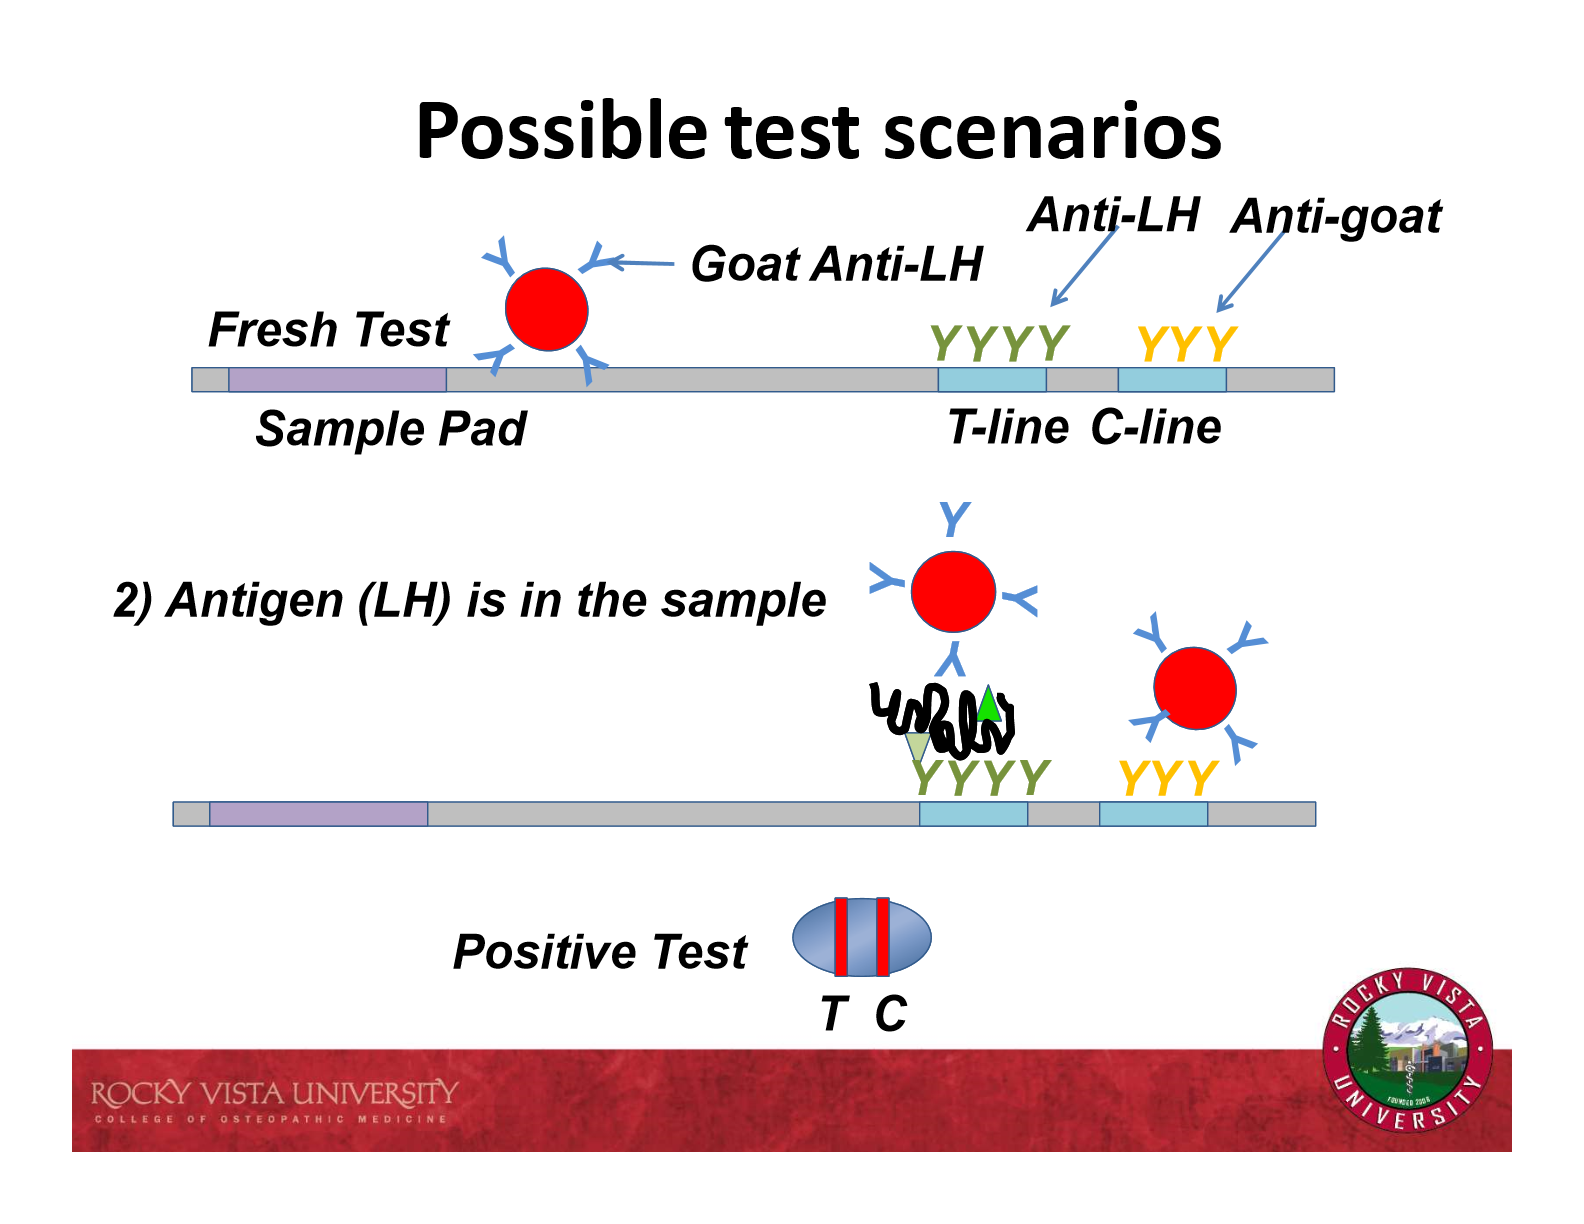 Possible test scenarios
Anti-LH Anti-goat
Goat Anti-LH
Fresh Test
YYYY YYY
Sample Pad
T-line C-line
2) Antigen (LH) is in the sample
YYYY YYY
Positive Test
T C
ROCKY VISTA UNIVERSITY
COLLEGE OF OSTEOPATHIC MEDICINE
ROCKY VISTA
UNIVERSITY
FOUNDED 2006